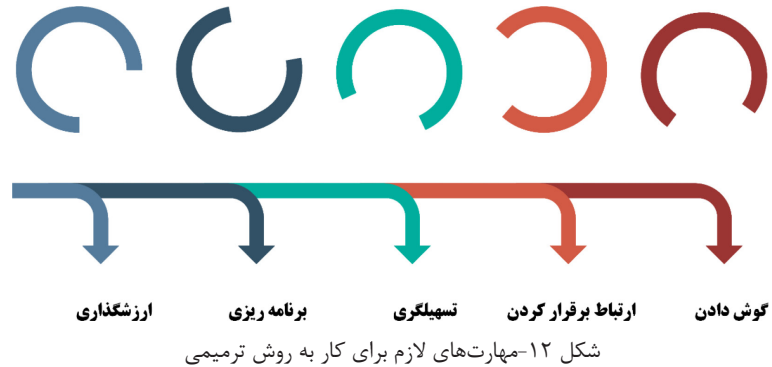 گوش دادن
ارتباط برقرار کردن
تسهیلگری
برنامه ریزی
ارزشگذاری
شکل ۱۲-مهارت‌های لازم برای کار به روش ترمیمی